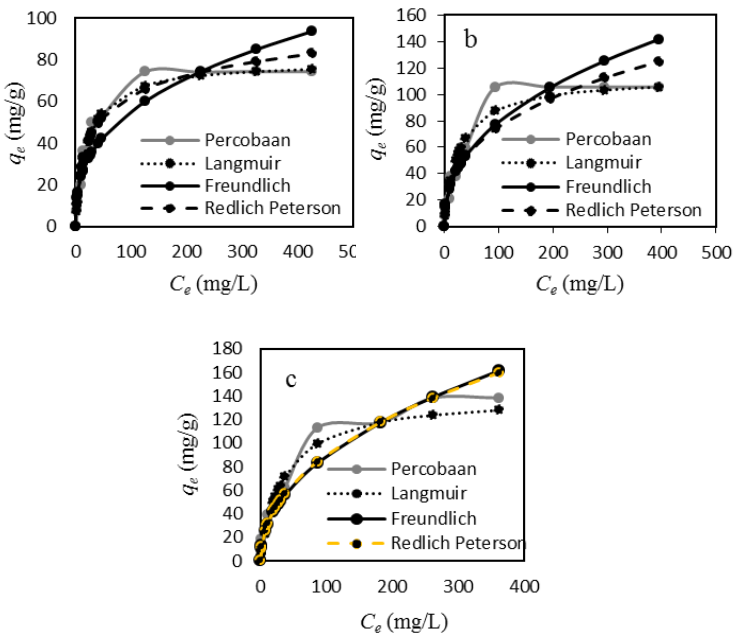 100
80
60
40
20
0
qe (mg/g)
Percobaan
Langmuir
Freundlich
Redlich Peterson
0 100 200 300 400 50
Ce (mg/L)
160
140
120
100
80
60
40
20
0
b
qe (mg/g)
Percobaan
Langmuir
Freundlich
Redlich Peterson
0 100 200 300 400 500
Ce (mg/L)
180
160
140
120
100
80
60
40
20
0
c
qe (mg/g)
Percobaan
Langmuir
Freundlich
Redlich Peterson
0 100 200 300 400
Ce (mg/L)